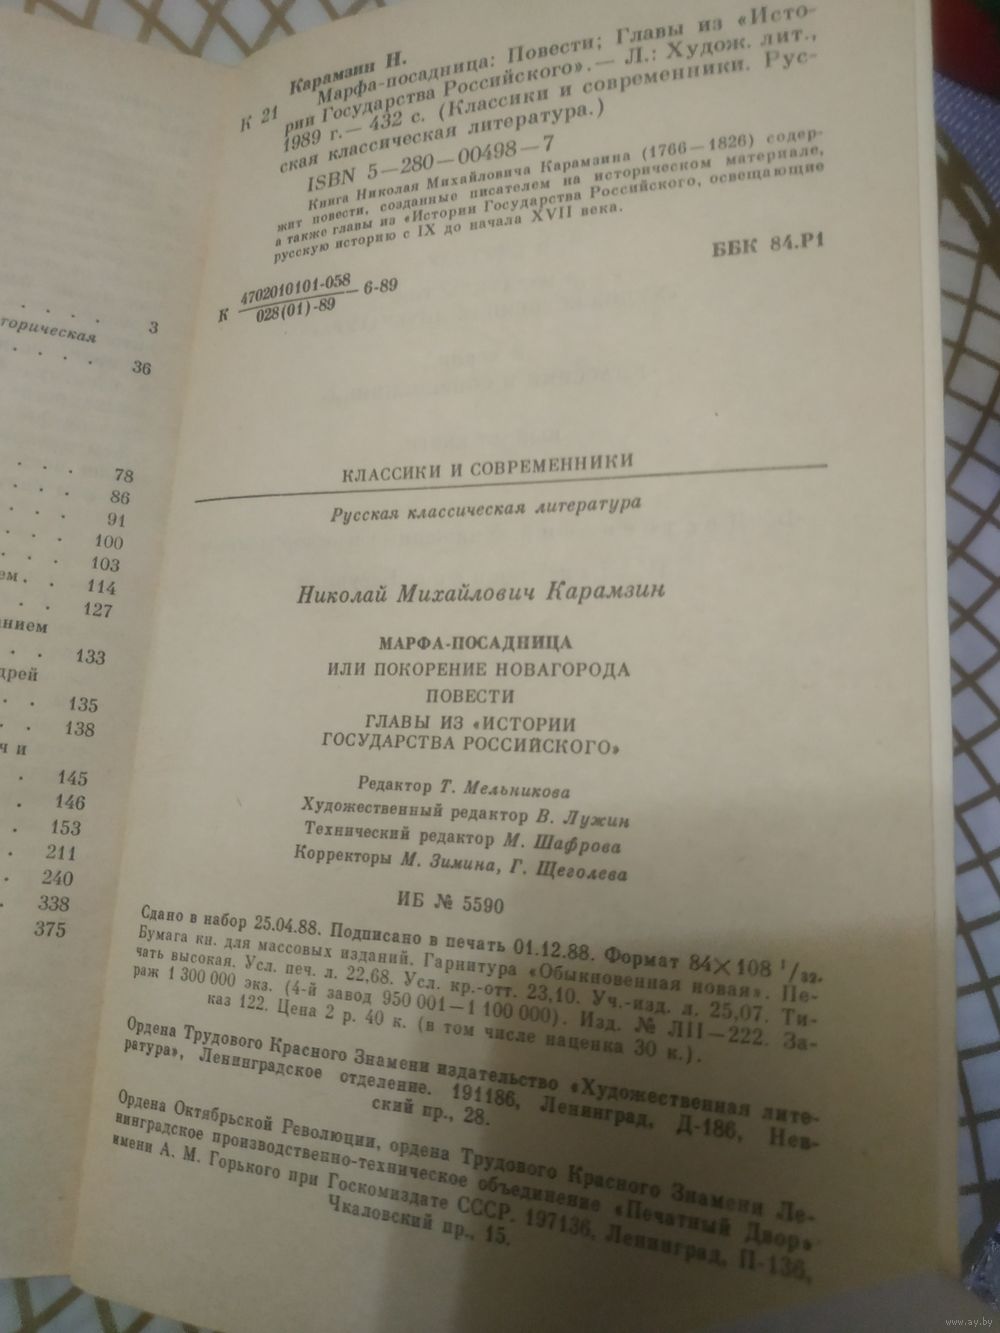 3
торическая
36
78
86
91
100
103
ем.
114
127
нием
133
дрей
135
138
ч и
145
146
153
211
240
338
375
Карамзин Н.
К 21
Марфа-посадница: Повести; Главы из «Исто-
рии Государства Российского».— Л.: Худож. лит.,
1989 г.— 432 с. (Классики и современники. Рус-
ская классическая литература.)
ISBN 5—280—00498—7
Книга Николая Михайловича Карамзина (1766—1826) содер-
жит повести, созданные писателем на историческом материале,
а также главы из «Истории Государства Российского, освещающие
русскую историю с IX до начала XVII века.
К 4702010101-058
028(01)-89
— 6-89
ББК 84.Р1
КЛАССИКИ И СОВРЕМЕННИКИ
Русская классическая литература
Николай Михайлович Карамзин
МАРФА-ПОСАДНИЦА
ИЛИ ПОКОРЕНИЕ НОВАГОРОДА
ПОВЕСТИ
ГЛАВЫ ИЗ «ИСТОРИИ
ГОСУДАРСТВА РОССИЙСКОГО»
Редактор Т. Мельникова
Художественный редактор В. Лужин
Технический редактор М. Шафрова
Корректоры М. Зимина, Г. Щеголева
ИБ № 5590
Сдано в набор 25.04.88. Подписано в печать 01.12.88. Формат 84×108 1/32.
Бумага кн. для массовых изданий. Гарнитура «Обыкновенная новая». Пе-
чать высокая. Усл. печ. л. 22,68. Усл. кр.-отт. 23,10. Уч.-изд. л. 25,07. Ти-
раж 1 300 000 экз. (4-й завод 950 001—1 100 000). Изд. № ЛII—222. За-
каз 122. Цена 2 р. 40 к. (в том числе наценка 30 к.).
Ордена Трудового Красного Знамени издательство «Художественная лите-
ратура», Ленинградское отделение. 191186, Ленинград, Д-186, Нев-
ский пр., 28.
Ордена Октябрьской Революции, ордена Трудового Красного Знамени Ле-
нинградское производственно-техническое объединение «Печатный Двор»
имени А. М. Горького при Госкомиздате СССР. 197136, Ленинград, П-136,
Чкаловский пр., 15.
www.ay.by